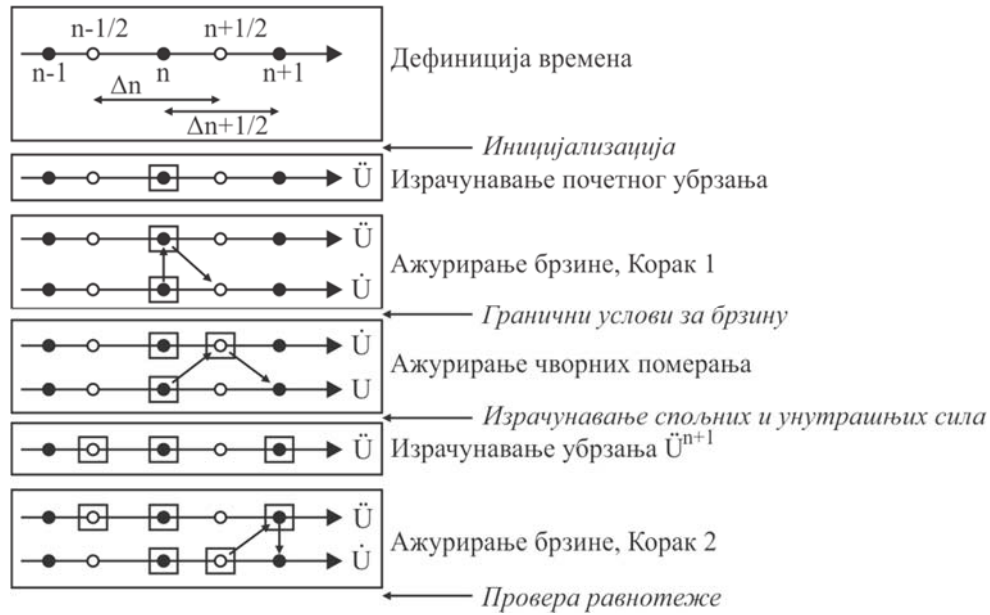 n-1/2 n+1/2
n-1 n n+1
Δn
Δn+1/2
Дефиниција времена
Иницијализација
Ü
Израчунавање почетног убрзања
Ü
U̇
Ажурирање брзине, Корак 1
Гранични услови за брзину
U̇
U
Ажурирање чворних померања
Израчунавање спољних и унутрашњих сила
Ü
Израчунавање убрзања Üⁿ⁺¹
Ü
U̇
Ажурирање брзине, Корак 2
Провера равнотеже